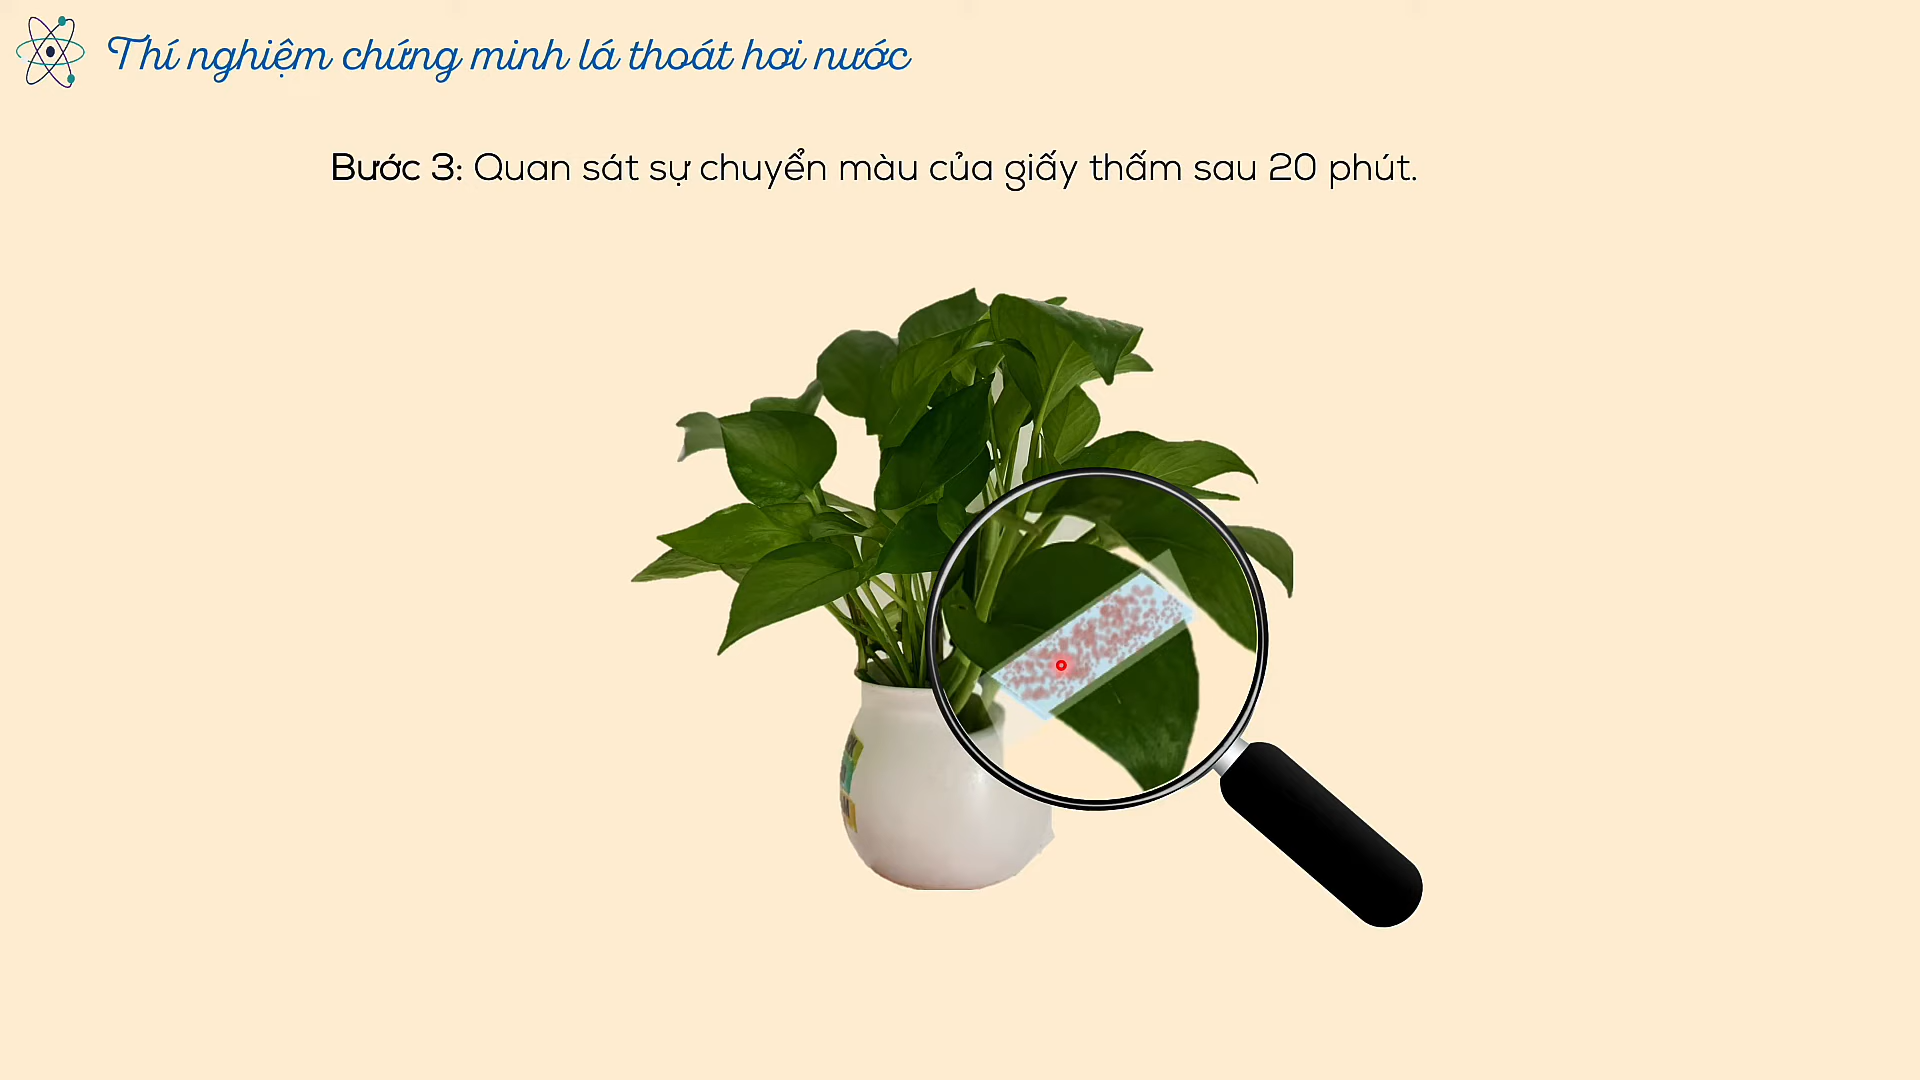 Thí nghiệm chứng minh lá thoát hơi nước
Bước 3: Quan sát sự chuyển màu của giấy thấm sau 20 phút.